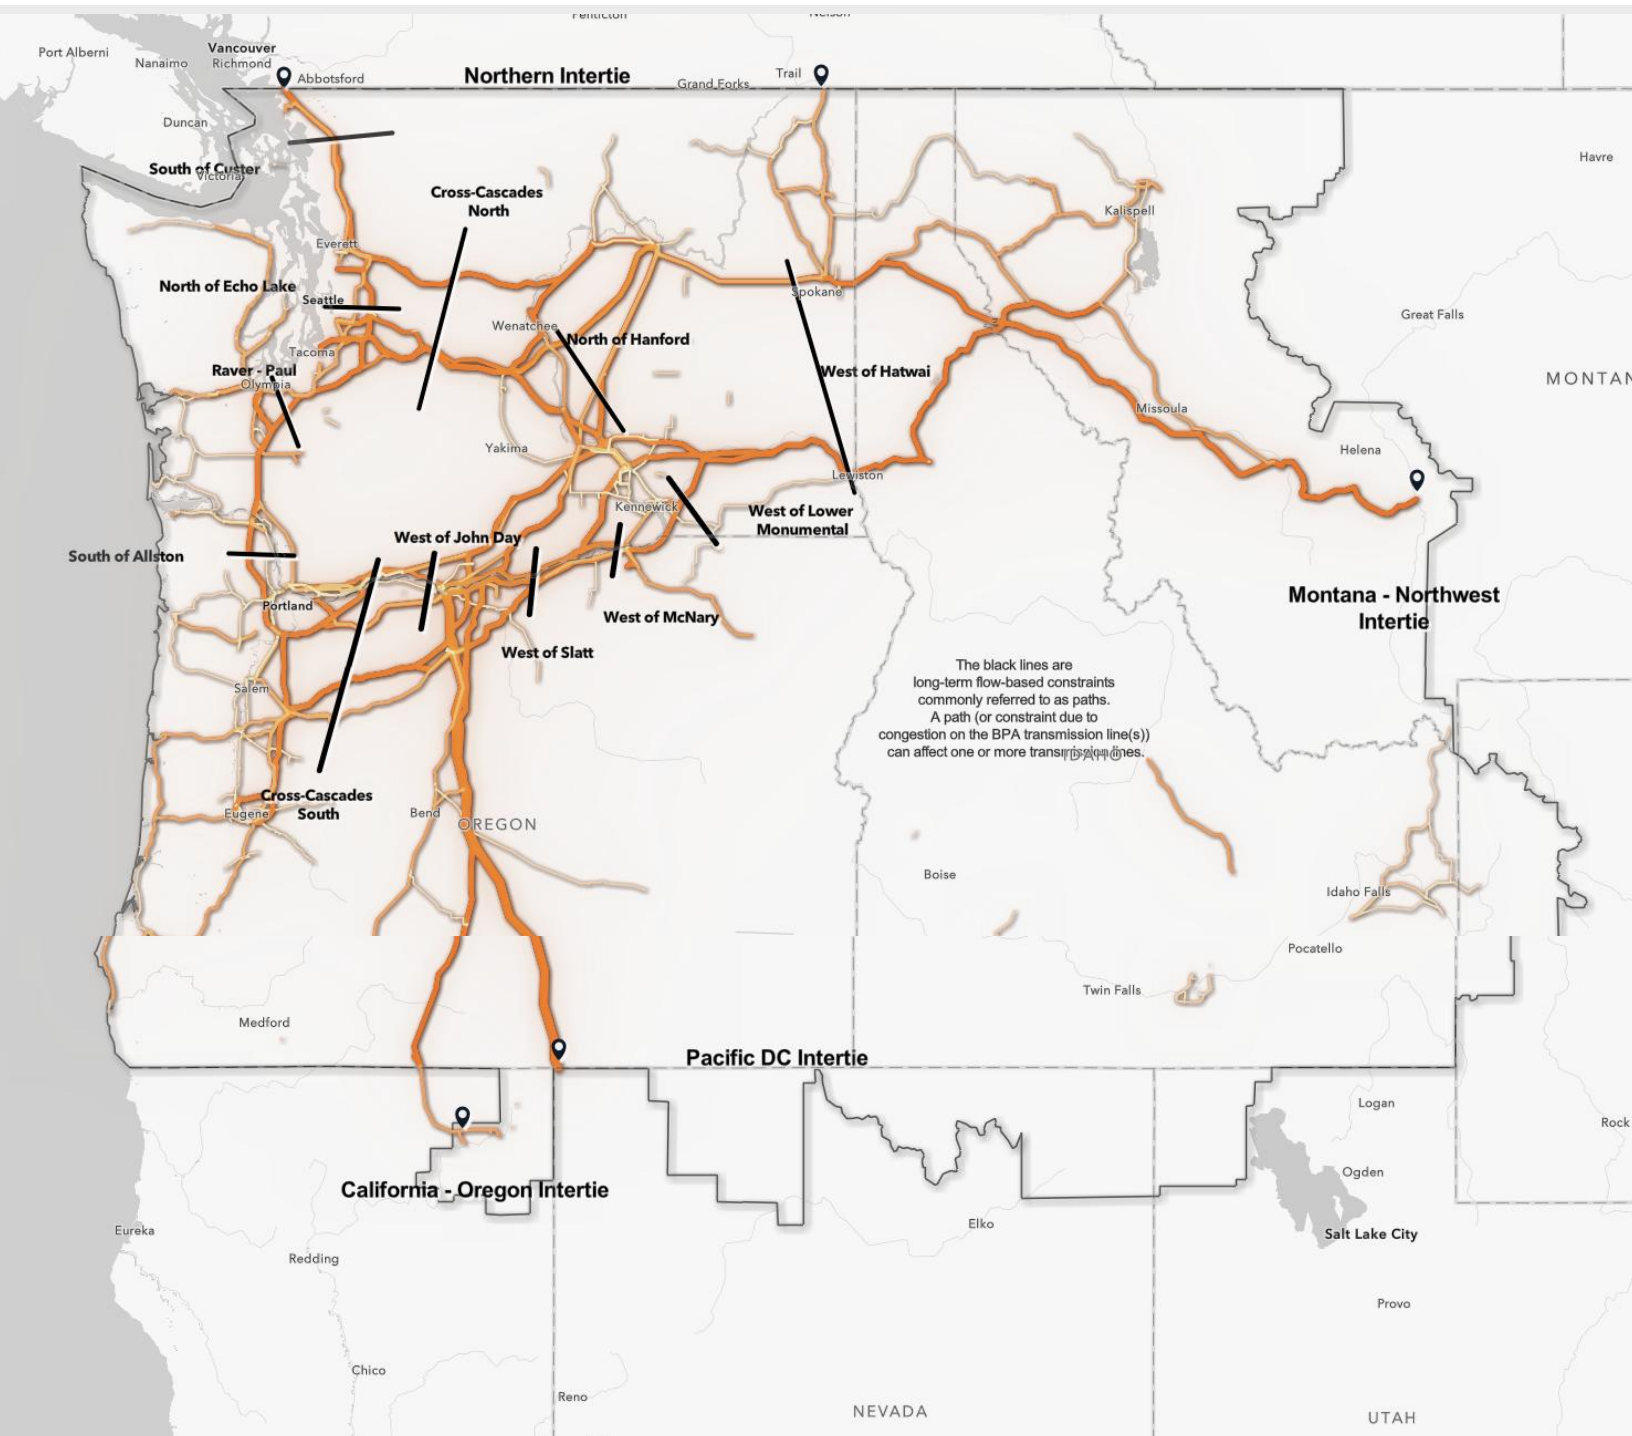 Penticton
Nelson
Vancouver
Richmond
Port Alberni
Nanaimo
Abbotsford
Northern Intertie
Trail
Grand Forks
Duncan
Havre
South of Custer
Victoria
Cross-Cascades
North
Kalispell
Everett
North of Echo Lake
Seattle
Spokane
Great Falls
Wenatchee
North of Hanford
Tacoma
Raver - Paul
Olympia
West of Hatwai
MONTAN
Missoula
Yakima
Helena
Lewiston
Kennewick
West of Lower
Monumental
West of John Day
South of Allston
Portland
Montana - Northwest
Intertie
West of McNary
West of Slatt
The black lines are
long-term flow-based constraints
commonly referred to as paths.
A path (or constraint due to
congestion on the BPA transmission line(s))
can affect one or more transmission lines.
IDAHO
Salem
Cross-Cascades
South
Eugene
Bend
OREGON
Boise
Idaho Falls
Pocatello
Twin Falls
Medford
Pacific DC Intertie
Logan
Rock
Ogden
California - Oregon Intertie
Elko
Eureka
Salt Lake City
Redding
Provo
Chico
Reno
NEVADA
UTAH